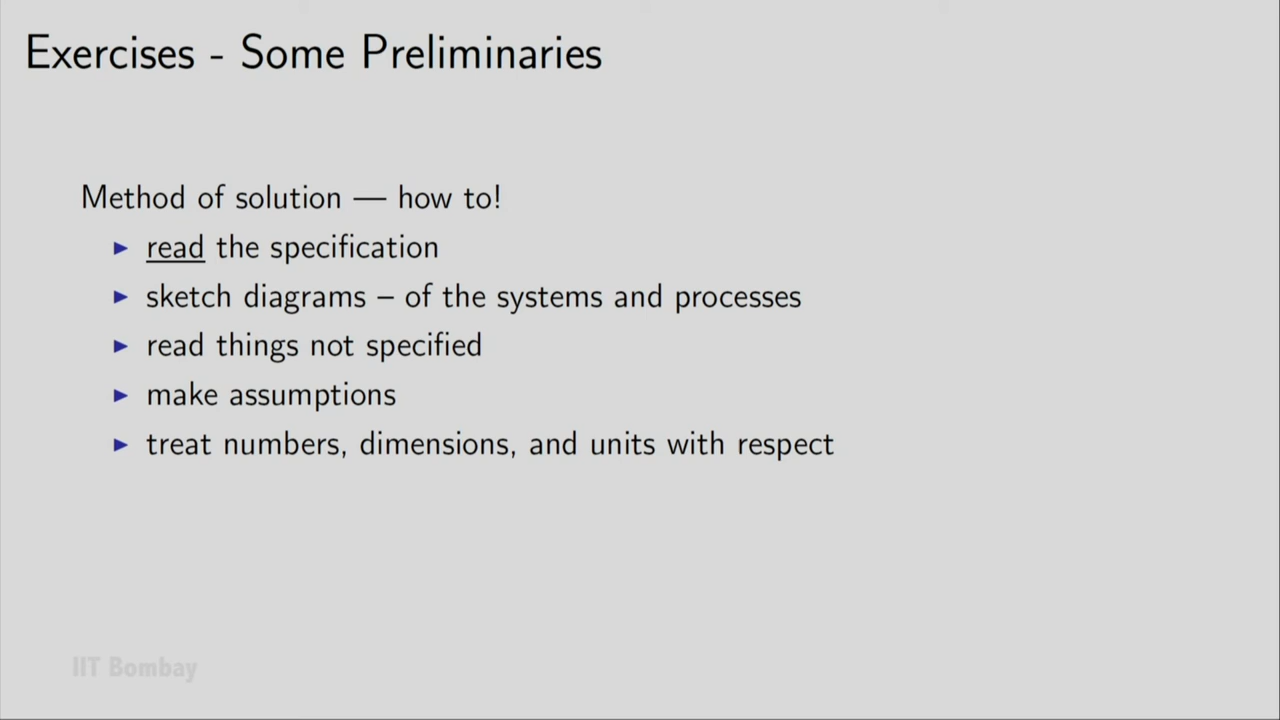 Exercises - Some Preliminaries
Method of solution — how to!
▶ read the specification
▶ sketch diagrams – of the systems and processes
▶ read things not specified
▶ make assumptions
▶ treat numbers, dimensions, and units with respect
IIT Bombay